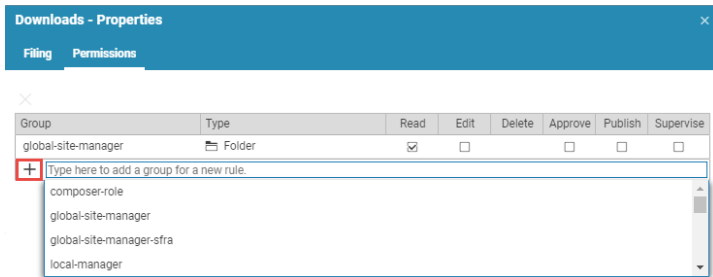 Downloads - Properties
Filing Permissions
Group Type Read Edit Delete Approve Publish Supervise
global-site-manager Folder
Type here to add a group for a new rule.
composer-role
global-site-manager
global-site-manager-sfra
local-manager